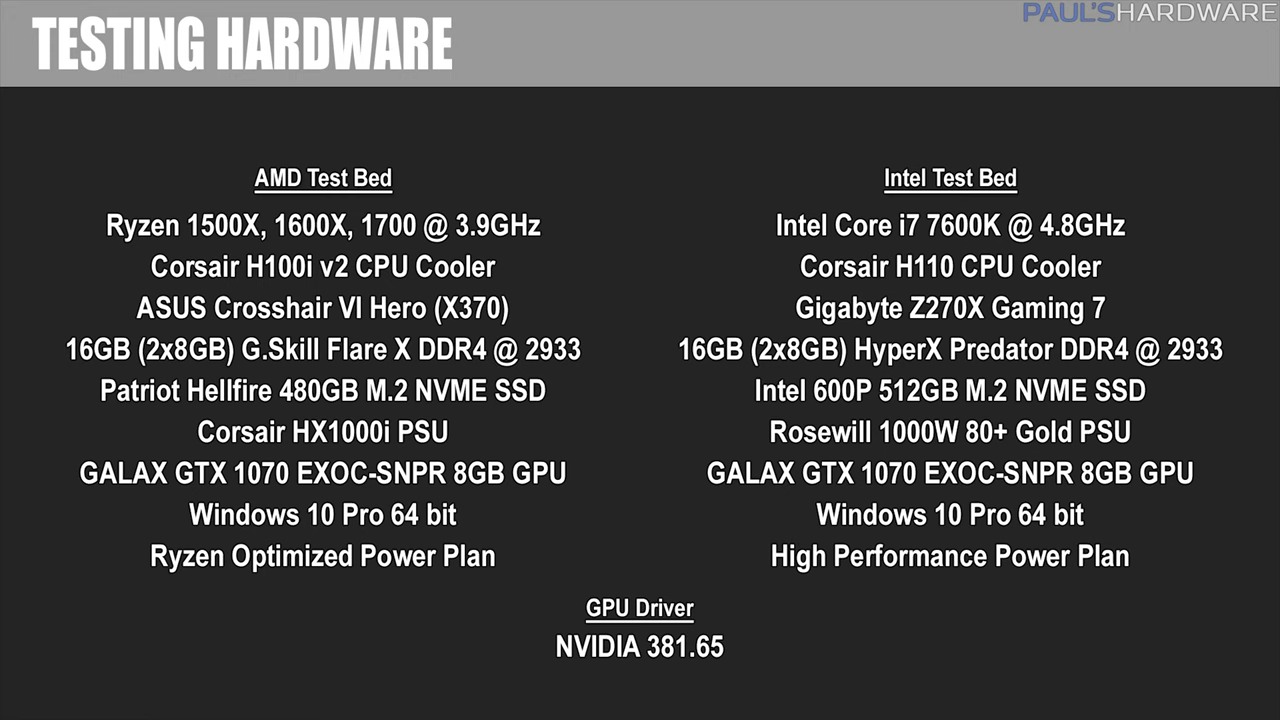 TESTING HARDWARE
PAUL'SHARDWARE
AMD Test Bed
Ryzen 1500X, 1600X, 1700 @ 3.9GHz
Corsair H100i v2 CPU Cooler
ASUS Crosshair VI Hero (X370)
16GB (2x8GB) G.Skill Flare X DDR4 @ 2933
Patriot Hellfire 480GB M.2 NVME SSD
Corsair HX1000i PSU
GALAX GTX 1070 EXOC-SNPR 8GB GPU
Windows 10 Pro 64 bit
Ryzen Optimized Power Plan
Intel Test Bed
Intel Core i7 7600K @ 4.8GHz
Corsair H110 CPU Cooler
Gigabyte Z270X Gaming 7
16GB (2x8GB) HyperX Predator DDR4 @ 2933
Intel 600P 512GB M.2 NVME SSD
Rosewill 1000W 80+ Gold PSU
GALAX GTX 1070 EXOC-SNPR 8GB GPU
Windows 10 Pro 64 bit
High Performance Power Plan
GPU Driver
NVIDIA 381.65